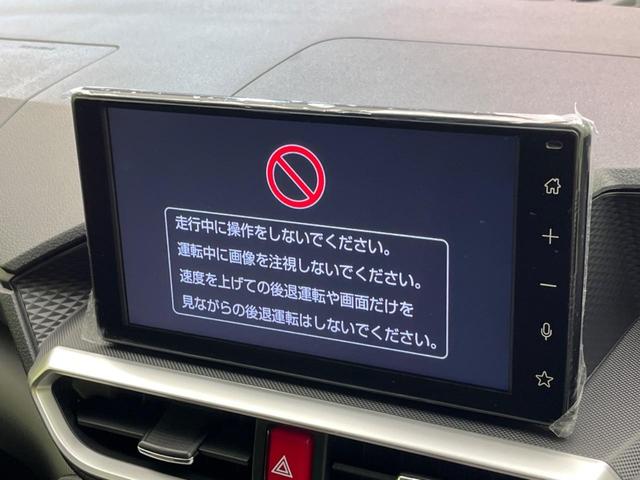 走行中に操作をしないでください。
運転中に画像を注視しないでください。
速度を上げての後退運転や画面だけを
見ながらの後退運転はしないでください。